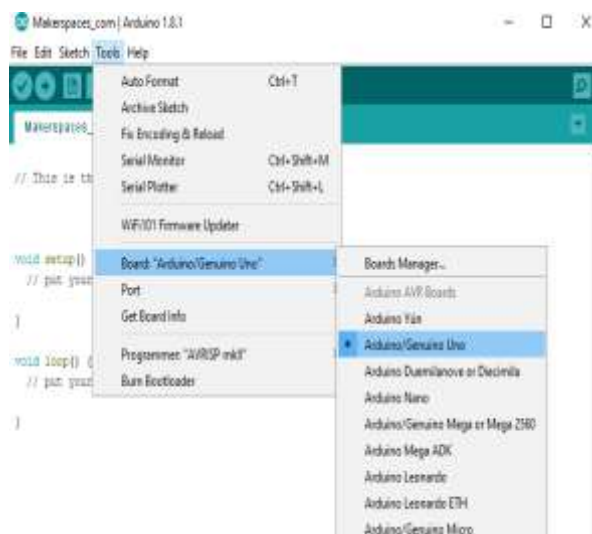 Makerspaces_com | Arduino 1.8.1
File Edit Sketch Tools Help
Auto Format Ctrl+T
Archive Sketch
Fix Encoding & Reload
Serial Monitor Ctrl+Shift+M
Serial Plotter Ctrl+Shift+L
WiFi101 Firmware Updater
Board: "Arduino/Genuino Uno"
Port
Get Board Info
Programmer: "AVRISP mkII"
Burn Bootloader
Boards Manager...
Arduino AVR Boards
Arduino Yún
Arduino/Genuino Uno
Arduino Duemilanove or Diecimila
Arduino Nano
Arduino/Genuino Mega or Mega 2560
Arduino Mega ADK
Arduino Leonardo
Arduino Leonardo ETH
Arduino/Genuino Micro
Makerspaces_
// This is th
void setup()
// put your
}
void loop() {
// put your
}